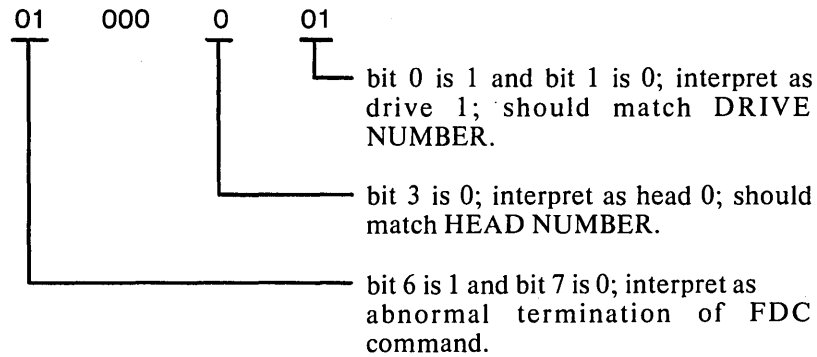 01 000 0 01
bit 0 is 1 and bit 1 is 0; interpret as
drive 1; should match DRIVE
NUMBER.
bit 3 is 0; interpret as head 0; should
match HEAD NUMBER.
bit 6 is 1 and bit 7 is 0; interpret as
abnormal termination of FDC
command.